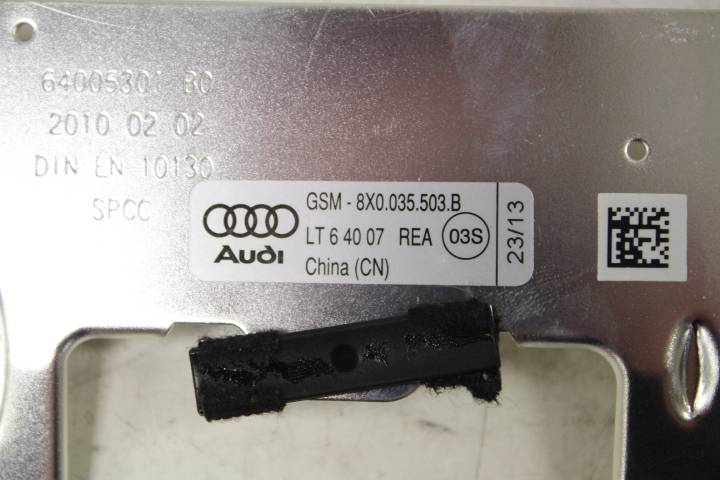 64005301 B0
2010 02 02
DIN EN 10130
SPCC
GSM - 8X0.035.503.B
LT 6 40 07 REA 03S
China (CN)
Audi
23/13